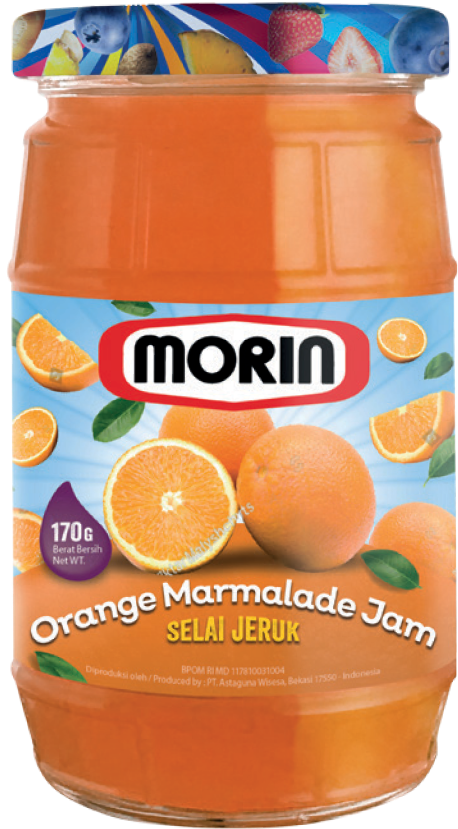 MORIN
170G
Berat Bersih
Net WT.
Orange Marmalade Jam
SELAI JERUK
BPOM RI MD 117810031004
Diproduksi oleh / Produced by : PT. Astaguna Wisesa, Bekasi 17550 - Indonesia